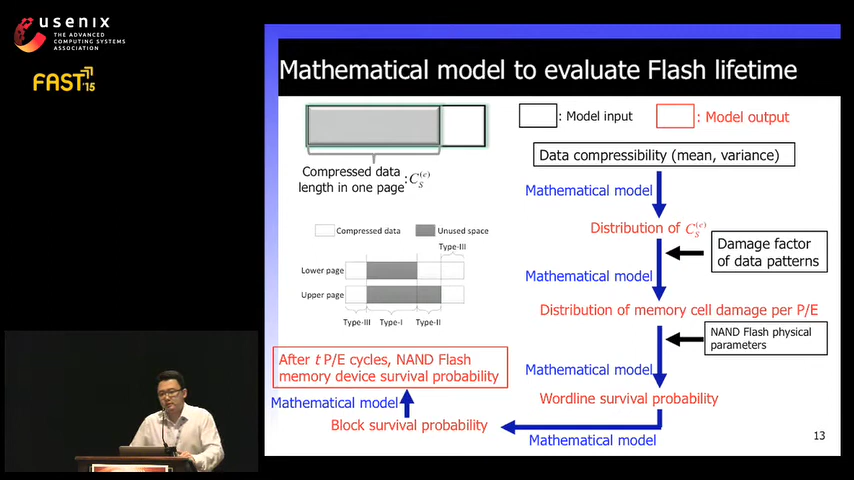 usenix
THE ADVANCED
COMPUTING SYSTEMS
ASSOCIATION
FAST'15
Mathematical model to evaluate Flash lifetime
: Model input
: Model output
Data compressibility (mean, variance)
Compressed data
length in one page
: C_S^(e)
Mathematical model
Distribution of C_S^(e)
Damage factor
of data patterns
Mathematical model
Compressed data
Unused space
Type-III
Lower page
Upper page
Type-III
Type-I
Type-II
Distribution of memory cell damage per P/E
NAND Flash physical
parameters
Mathematical model
Wordline survival probability
Mathematical model
Block survival probability
Mathematical model
After t P/E cycles, NAND Flash
memory device survival probability
13